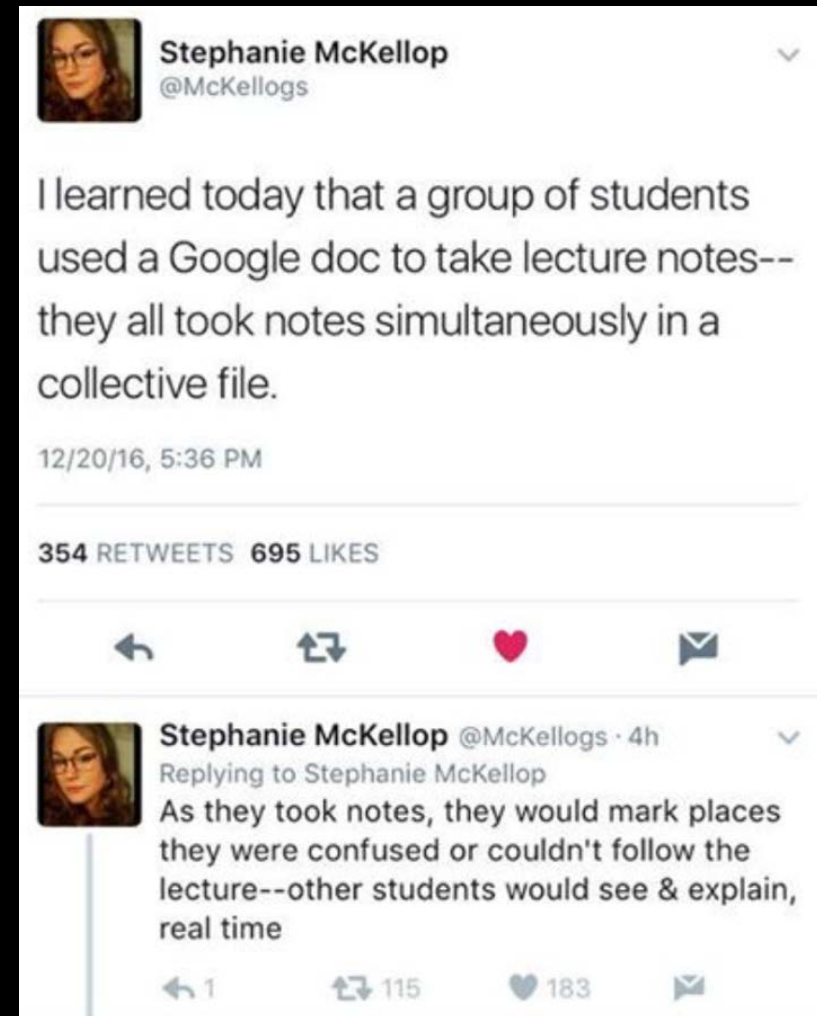 Stephanie McKellop
@McKellogs
I learned today that a group of students
used a Google doc to take lecture notes--
they all took notes simultaneously in a
collective file.
12/20/16, 5:36 PM
354 RETWEETS 695 LIKES
Stephanie McKellop @McKellogs · 4h
Replying to Stephanie McKellop
As they took notes, they would mark places
they were confused or couldn't follow the
lecture--other students would see & explain,
real time
1 115 183